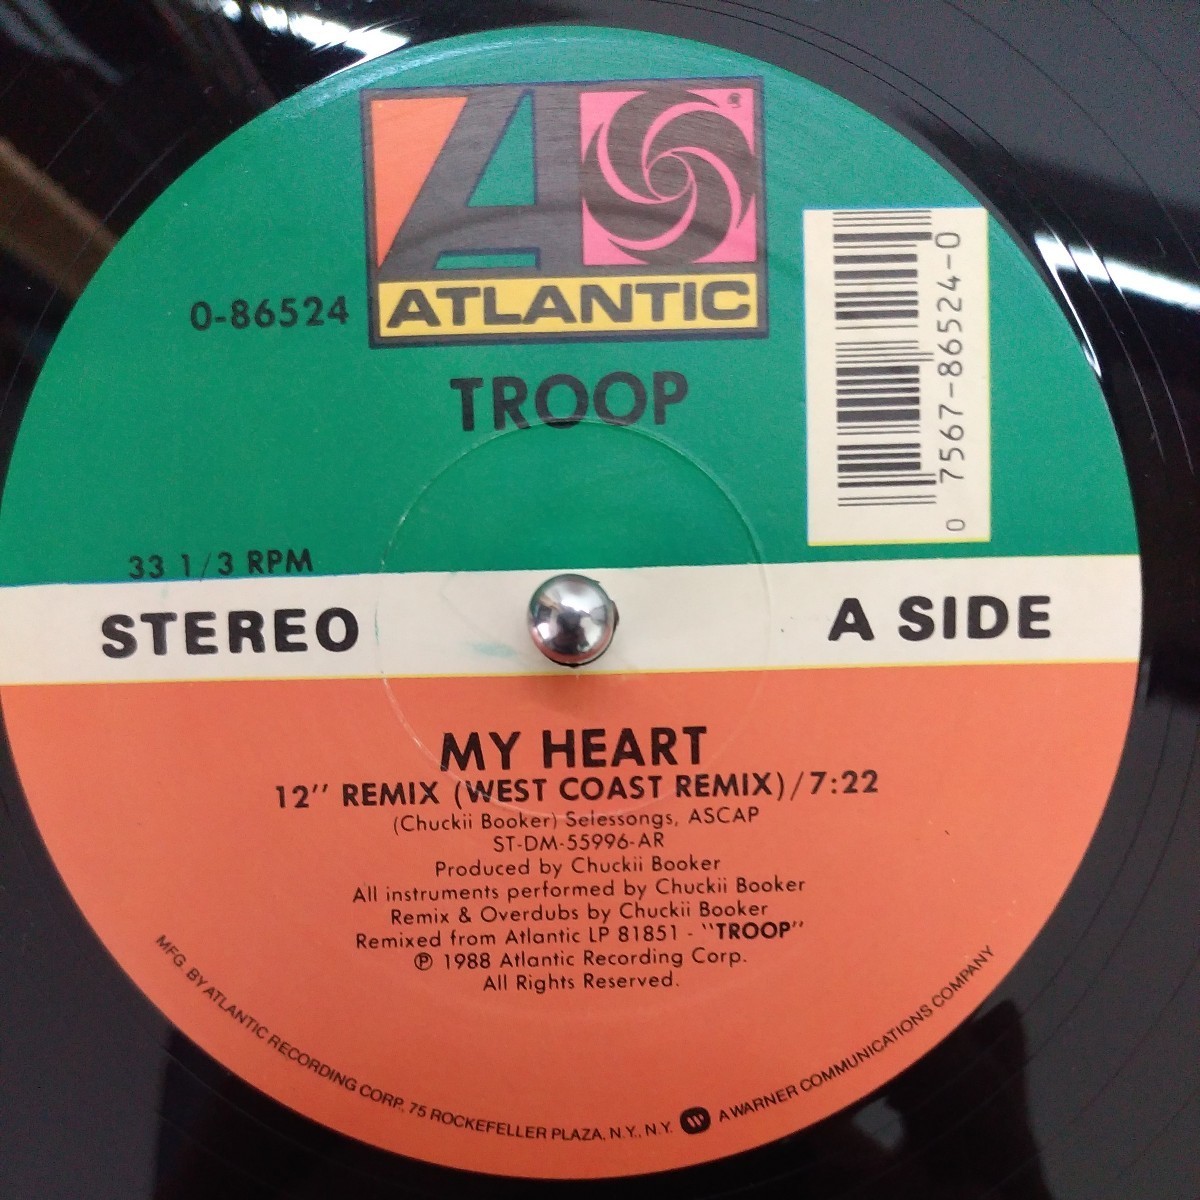 ATLANTIC
0-86524
TROOP
0 7567-86524-0
33 1/3 RPM
STEREO
A SIDE
MY HEART
12" REMIX (WEST COAST REMIX)/7:22
(Chuckii Booker) Selessongs, ASCAP
ST-DM-55996-AR
Produced by Chuckii Booker
All instruments performed by Chuckii Booker
Remix & Overdubs by Chuckii Booker
Remixed from Atlantic LP 81851 - "TROOP"
℗ 1988 Atlantic Recording Corp.
All Rights Reserved.
MFG. BY ATLANTIC RECORDING CORP., 75 ROCKEFELLER PLAZA, N.Y., N.Y. A WARNER COMMUNICATIONS COMPANY